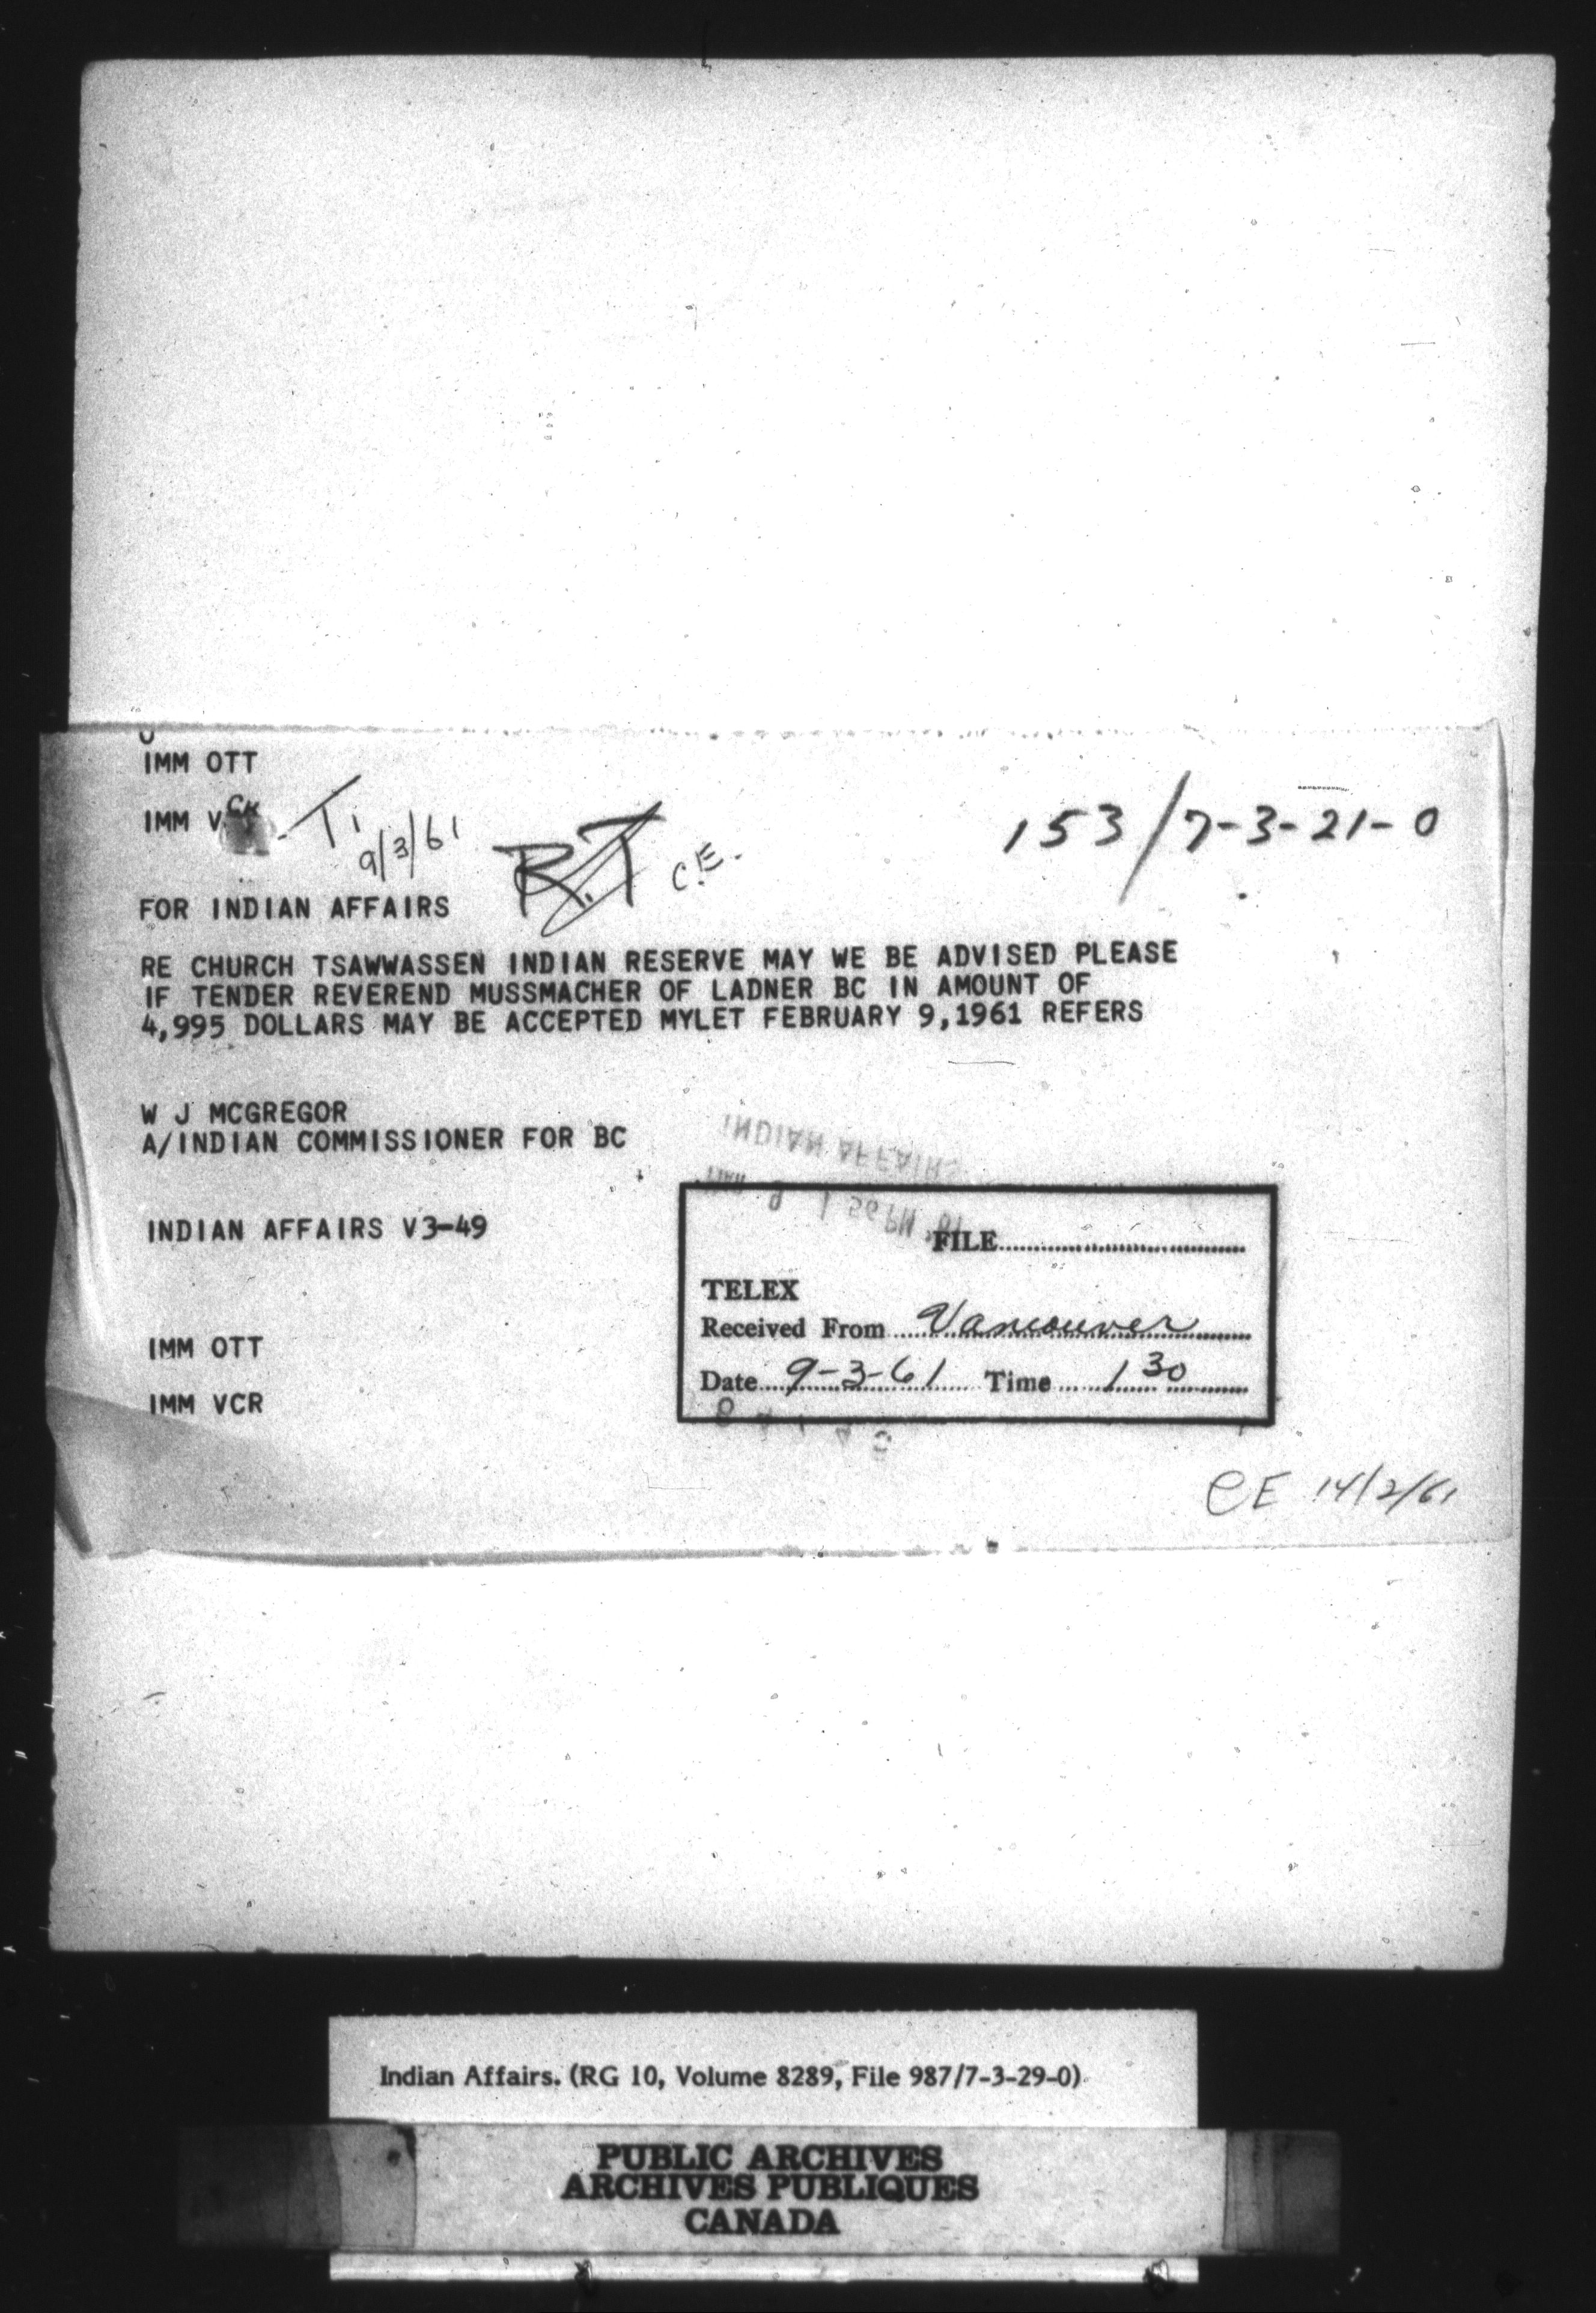 IMM OTT
IMM V
T.
9/3/61
R.T
C.E.
153/7-3-21-0
FOR INDIAN AFFAIRS
RE CHURCH TSAWWASSEN INDIAN RESERVE MAY WE BE ADVISED PLEASE
IF TENDER REVEREND MUSSMACHER OF LADNER BC IN AMOUNT OF
4,995 DOLLARS MAY BE ACCEPTED MYLET FEBRUARY 9,1961 REFERS
W J MCGREGOR
A/INDIAN COMMISSIONER FOR BC
INDIAN AFFAIRS
INDIAN AFFAIRS V3-49
FILE
TELEX
Received From Vancouver
Date 9-3-61 Time 1 30
IMM OTT
IMM VCR
CE 14/2/61
Indian Affairs. (RG 10, Volume 8289, File 987/7-3-29-0)
PUBLIC ARCHIVES
ARCHIVES PUBLIQUES
CANADA